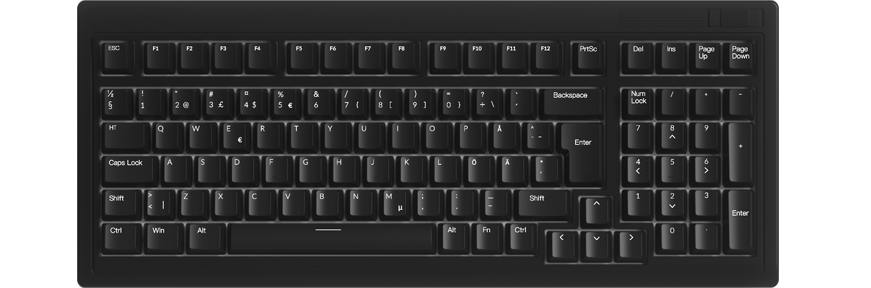 ESC F1 F2 F3 F4 F5 F6 F7 F8 F9 F10 F11 F12 PrtSc Del Ins Page Up Page Down
½ ! " # ¤ % & / ( ) = ? `
§ 1 2 @ 3 £ 4 $ 5 € 6 7 { 8 [ 9 ] 0 } + \ ´ Backspace Num Lock / * -
HT Q W E € R T Y U I O P Å ^ ¨ ~ Enter 7 8 9 +
Caps Lock A S D F G H J K L Ö Ä * ' 4 5 6
Shift > < | Z X C V B N M µ ; , : . _ - Shift 1 2 3 Enter
Ctrl Win Alt Alt Fn Ctrl 0 .